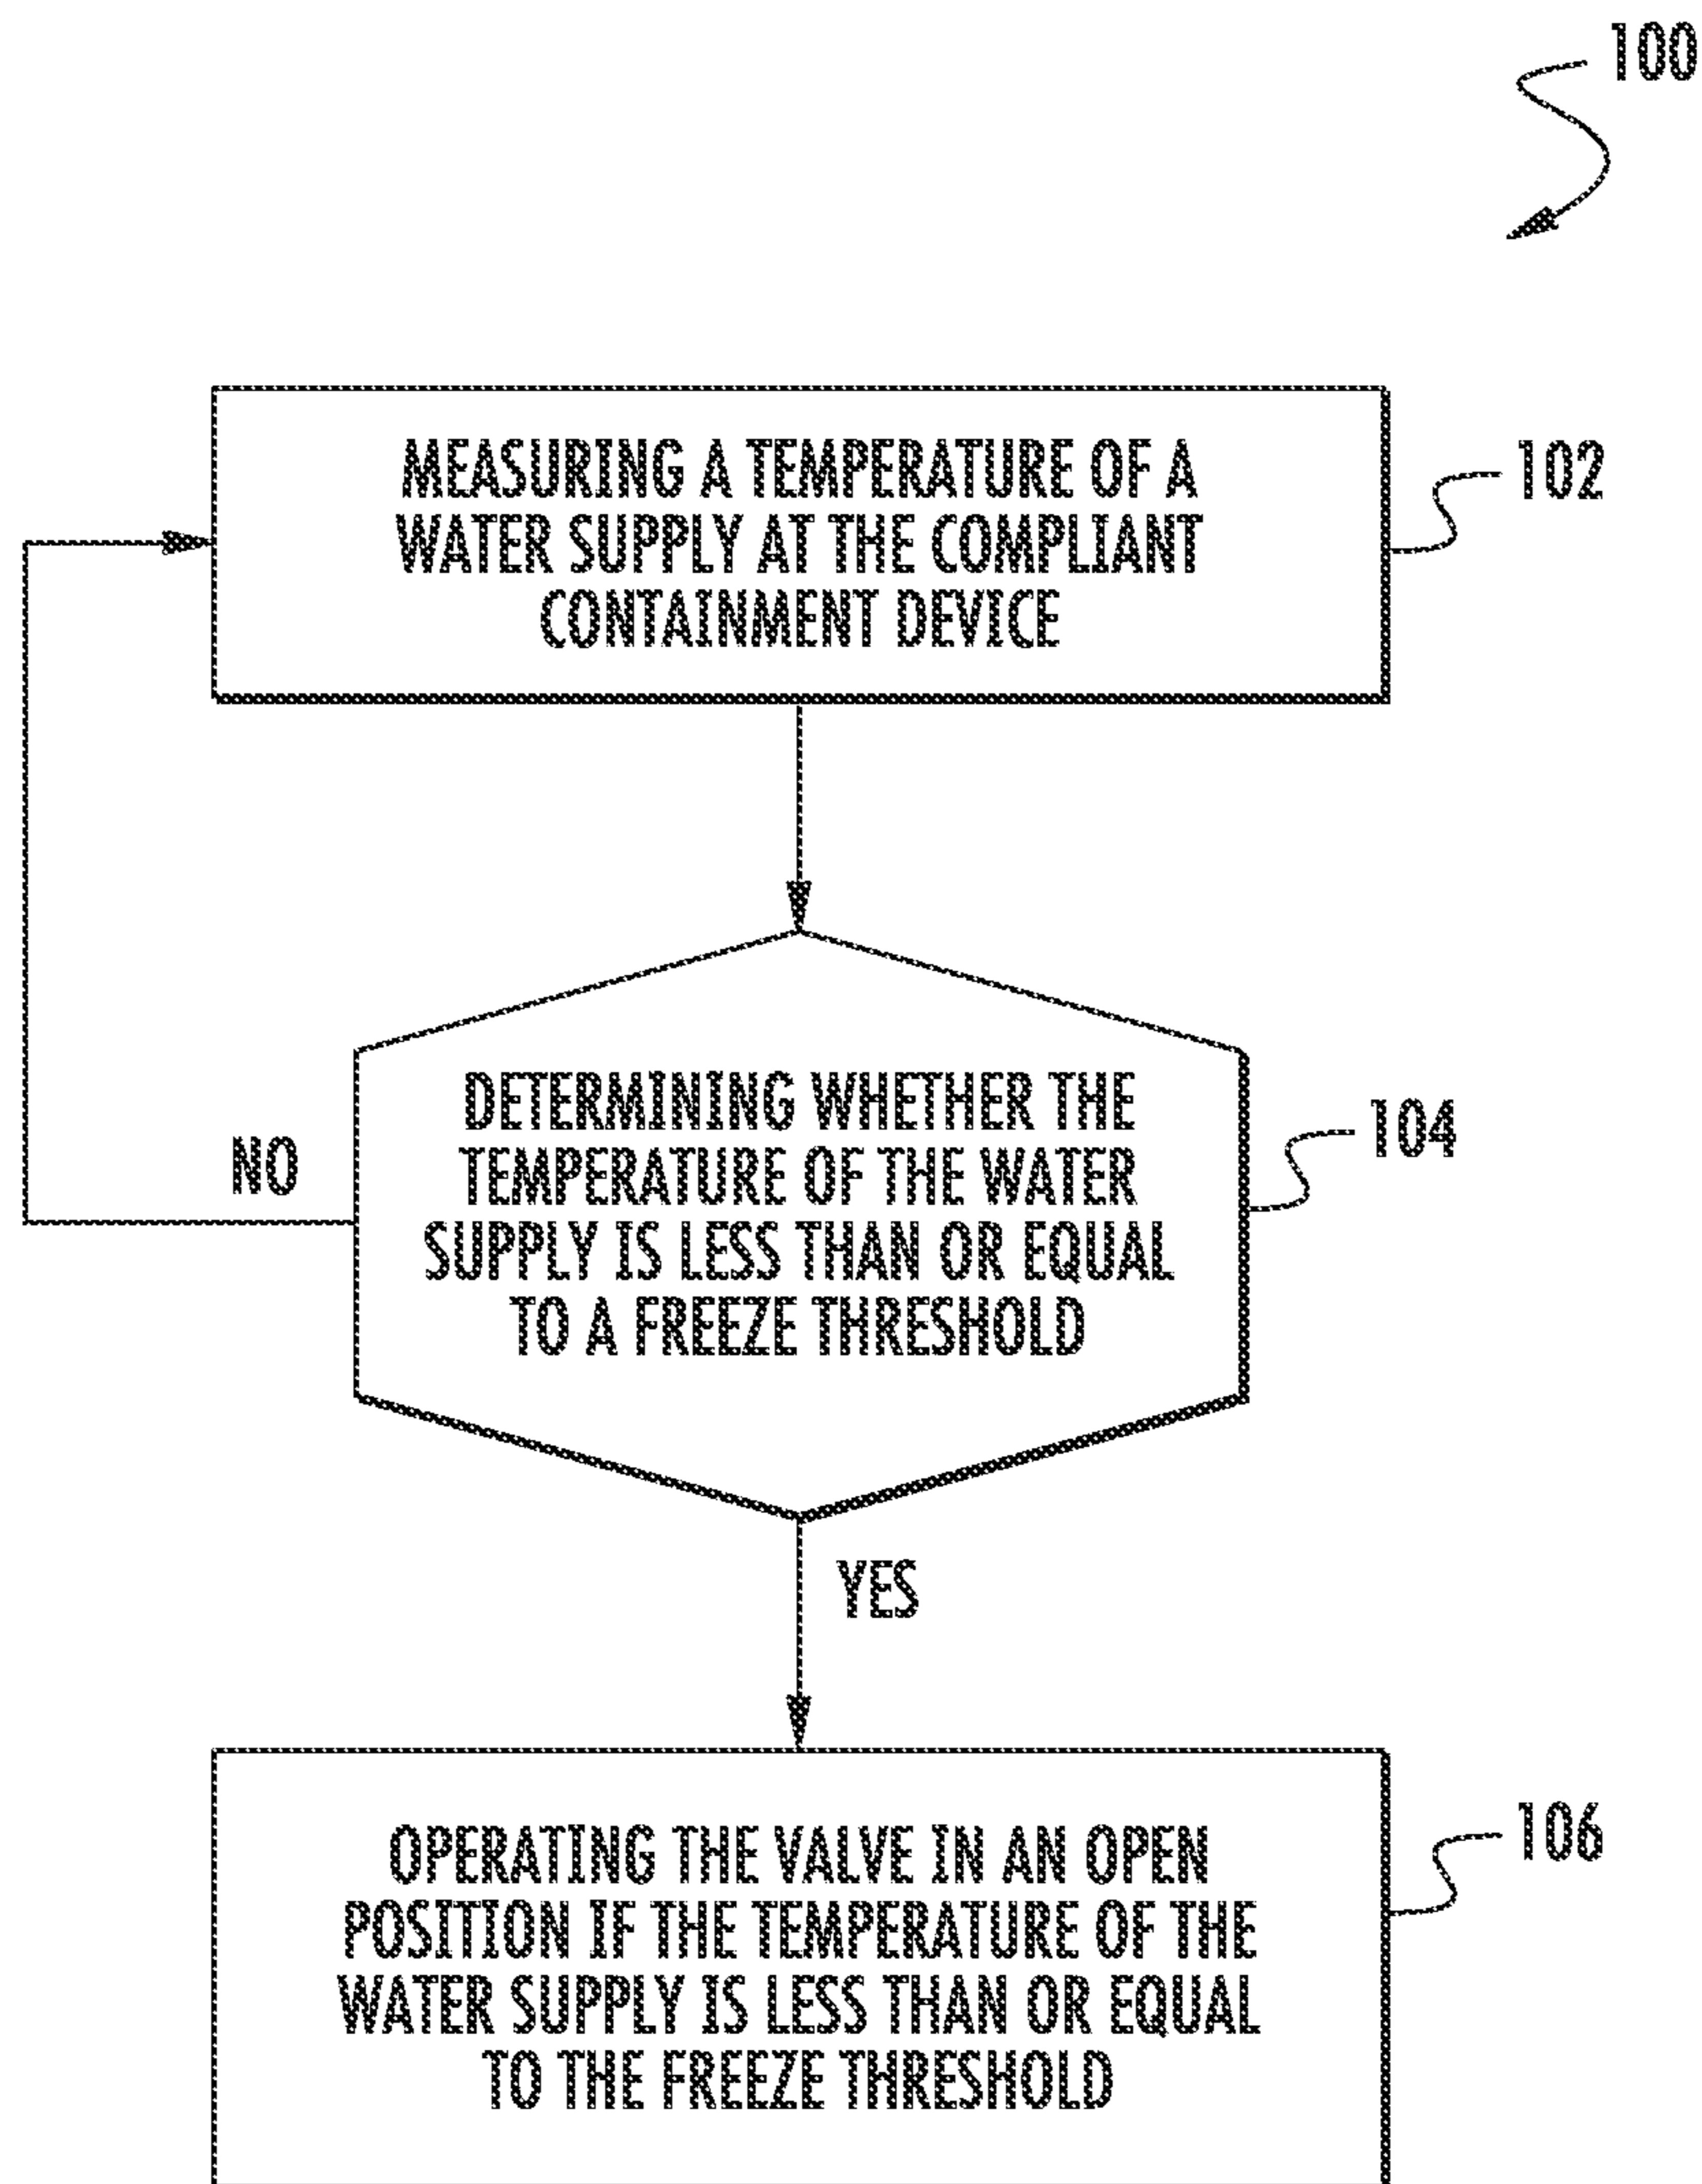 100
MEASURING A TEMPERATURE OF A
WATER SUPPLY AT THE COMPLIANT
CONTAINMENT DEVICE
102
DETERMINING WHETHER THE
TEMPERATURE OF THE WATER
SUPPLY IS LESS THAN OR EQUAL
TO A FREEZE THRESHOLD
104
NO
YES
OPERATING THE VALVE IN AN OPEN
POSITION IF THE TEMPERATURE OF THE
WATER SUPPLY IS LESS THAN OR EQUAL
TO THE FREEZE THRESHOLD
106